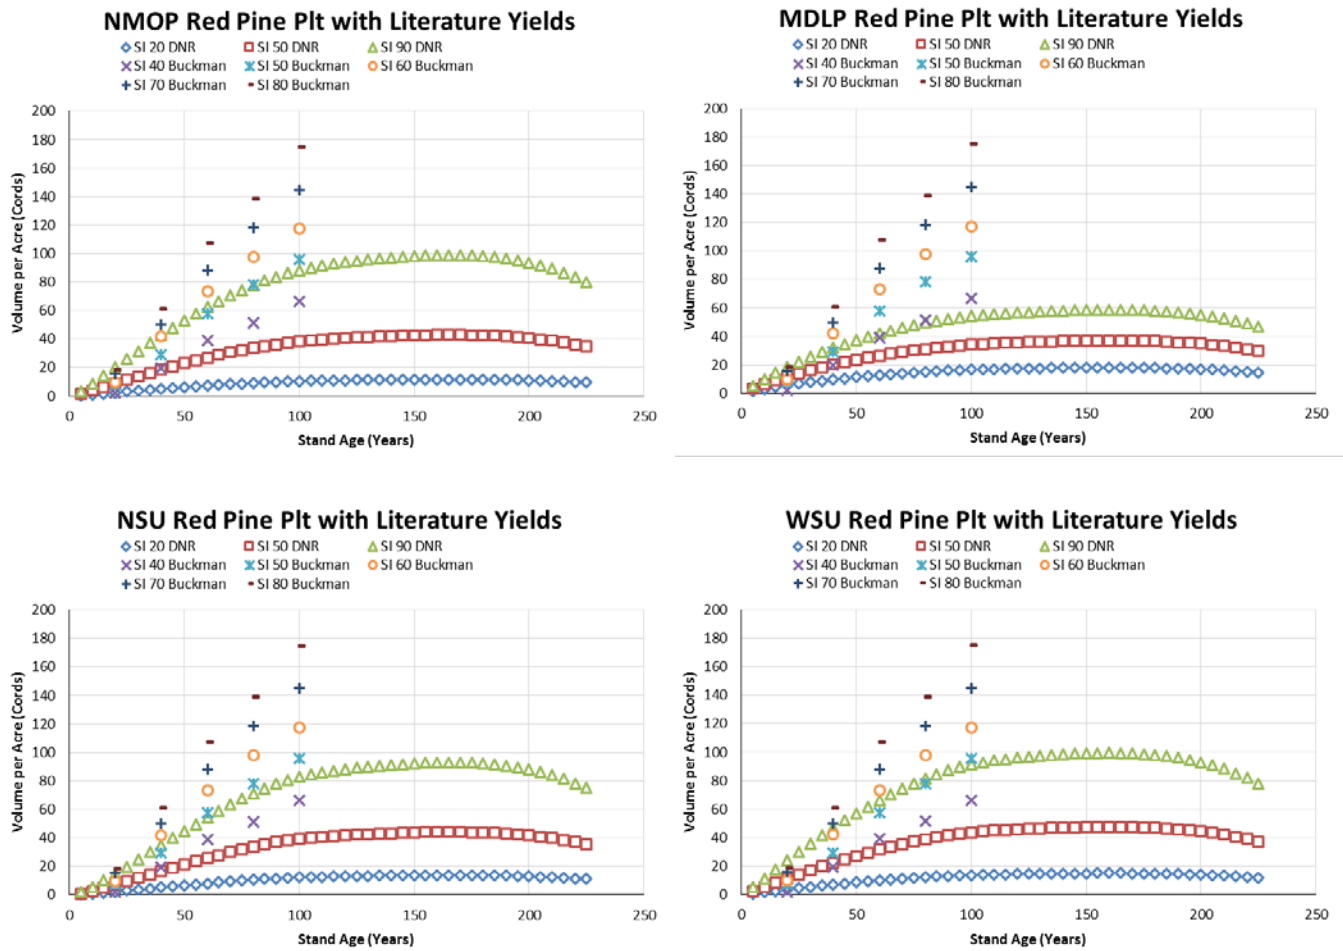 NMOP Red Pine Plt with Literature Yields
SI 20 DNR SI 50 DNR SI 90 DNR
SI 40 Buckman SI 50 Buckman SI 60 Buckman
SI 70 Buckman SI 80 Buckman
Volume per Acre (Cords)
200
180
160
140
120
100
80
60
40
20
0
0 50 100 150 200 250
Stand Age (Years)
MDLP Red Pine Plt with Literature Yields
SI 20 DNR SI 50 DNR SI 90 DNR
SI 40 Buckman SI 50 Buckman SI 60 Buckman
SI 70 Buckman SI 80 Buckman
Volume per Acre (Cords)
200
180
160
140
120
100
80
60
40
20
0
0 50 100 150 200 250
Stand Age (Years)
NSU Red Pine Plt with Literature Yields
SI 20 DNR SI 50 DNR SI 90 DNR
SI 40 Buckman SI 50 Buckman SI 60 Buckman
SI 70 Buckman SI 80 Buckman
Volume per Acre (Cords)
200
180
160
140
120
100
80
60
40
20
0
0 50 100 150 200 250
Stand Age (Years)
WSU Red Pine Plt with Literature Yields
SI 20 DNR SI 50 DNR SI 90 DNR
SI 40 Buckman SI 50 Buckman SI 60 Buckman
SI 70 Buckman SI 80 Buckman
Volume per Acre (Cords)
200
180
160
140
120
100
80
60
40
20
0
0 50 100 150 200 250
Stand Age (Years)